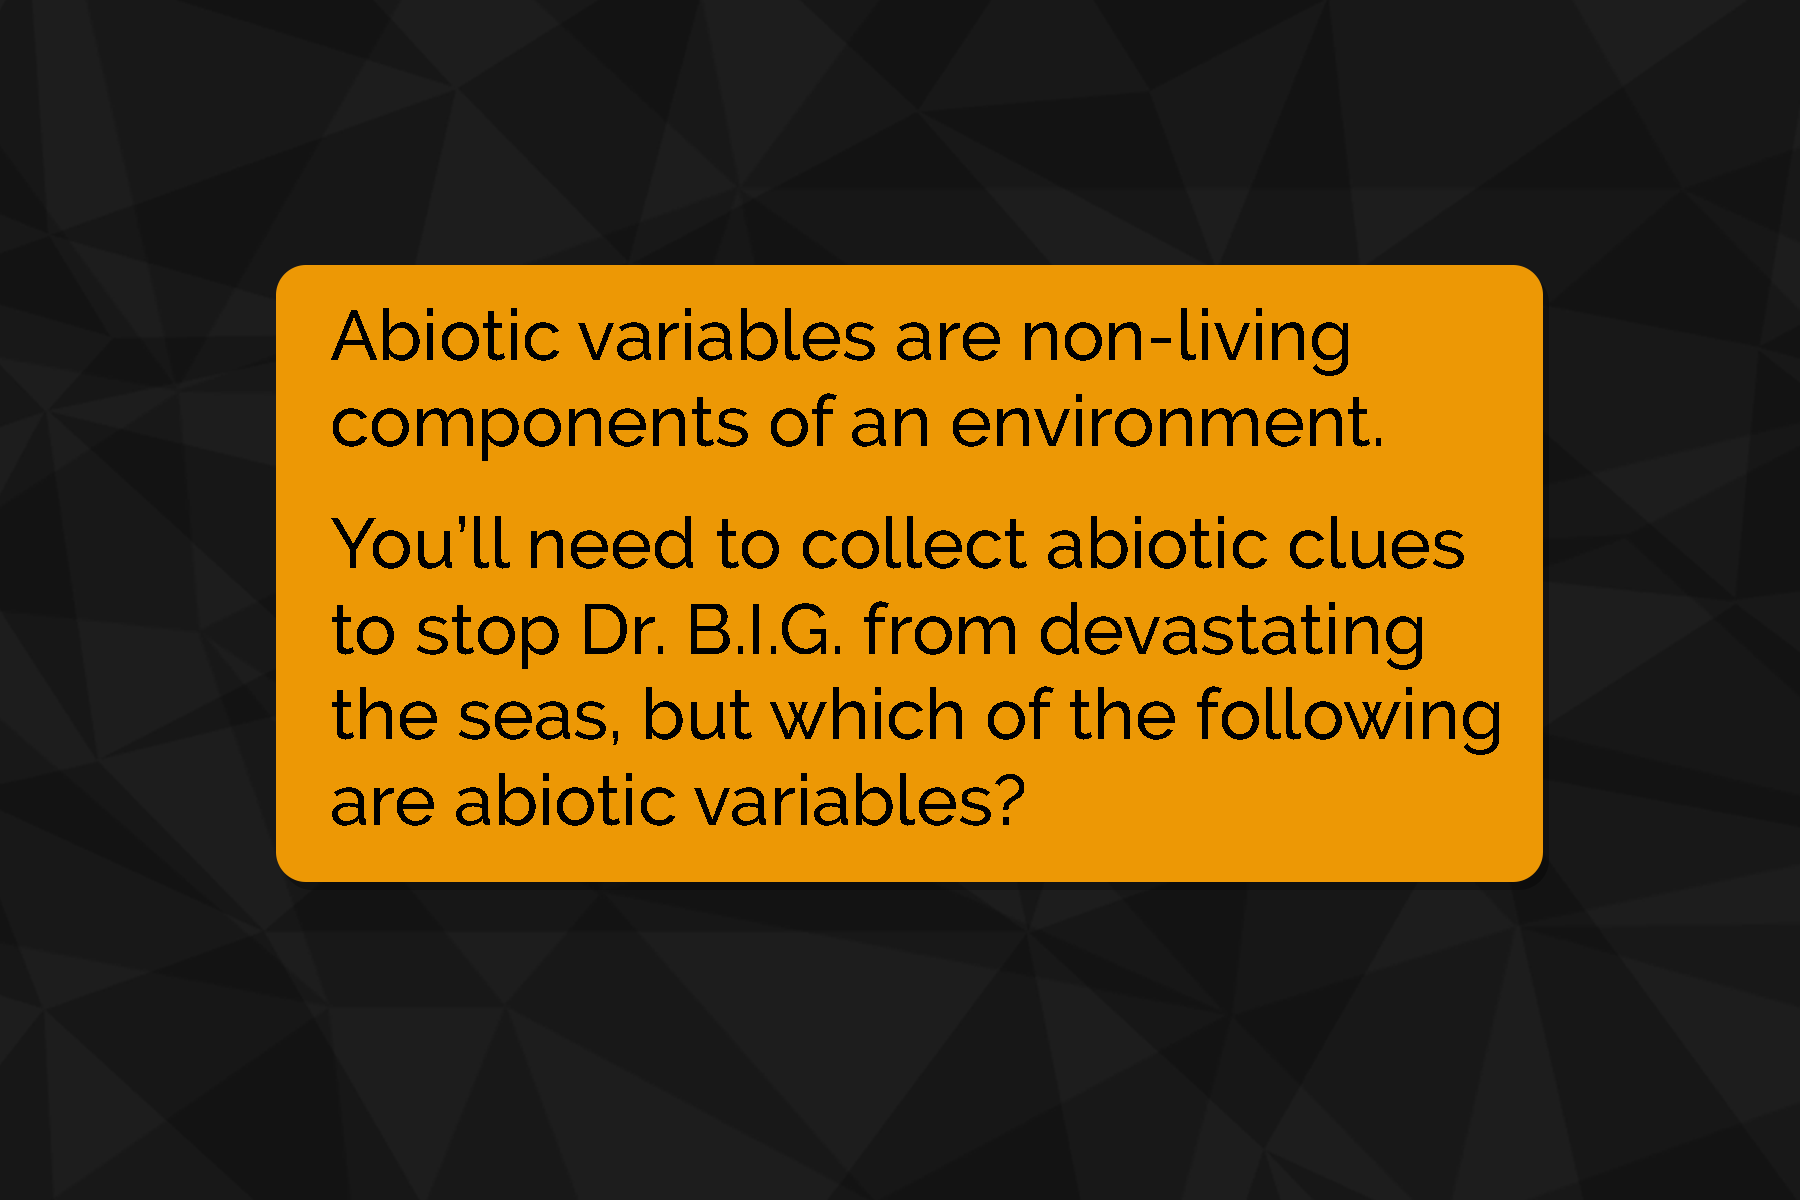 Abiotic variables are non-living
components of an environment.
You’ll need to collect abiotic clues
to stop Dr. B.I.G. from devastating
the seas, but which of the following
are abiotic variables?